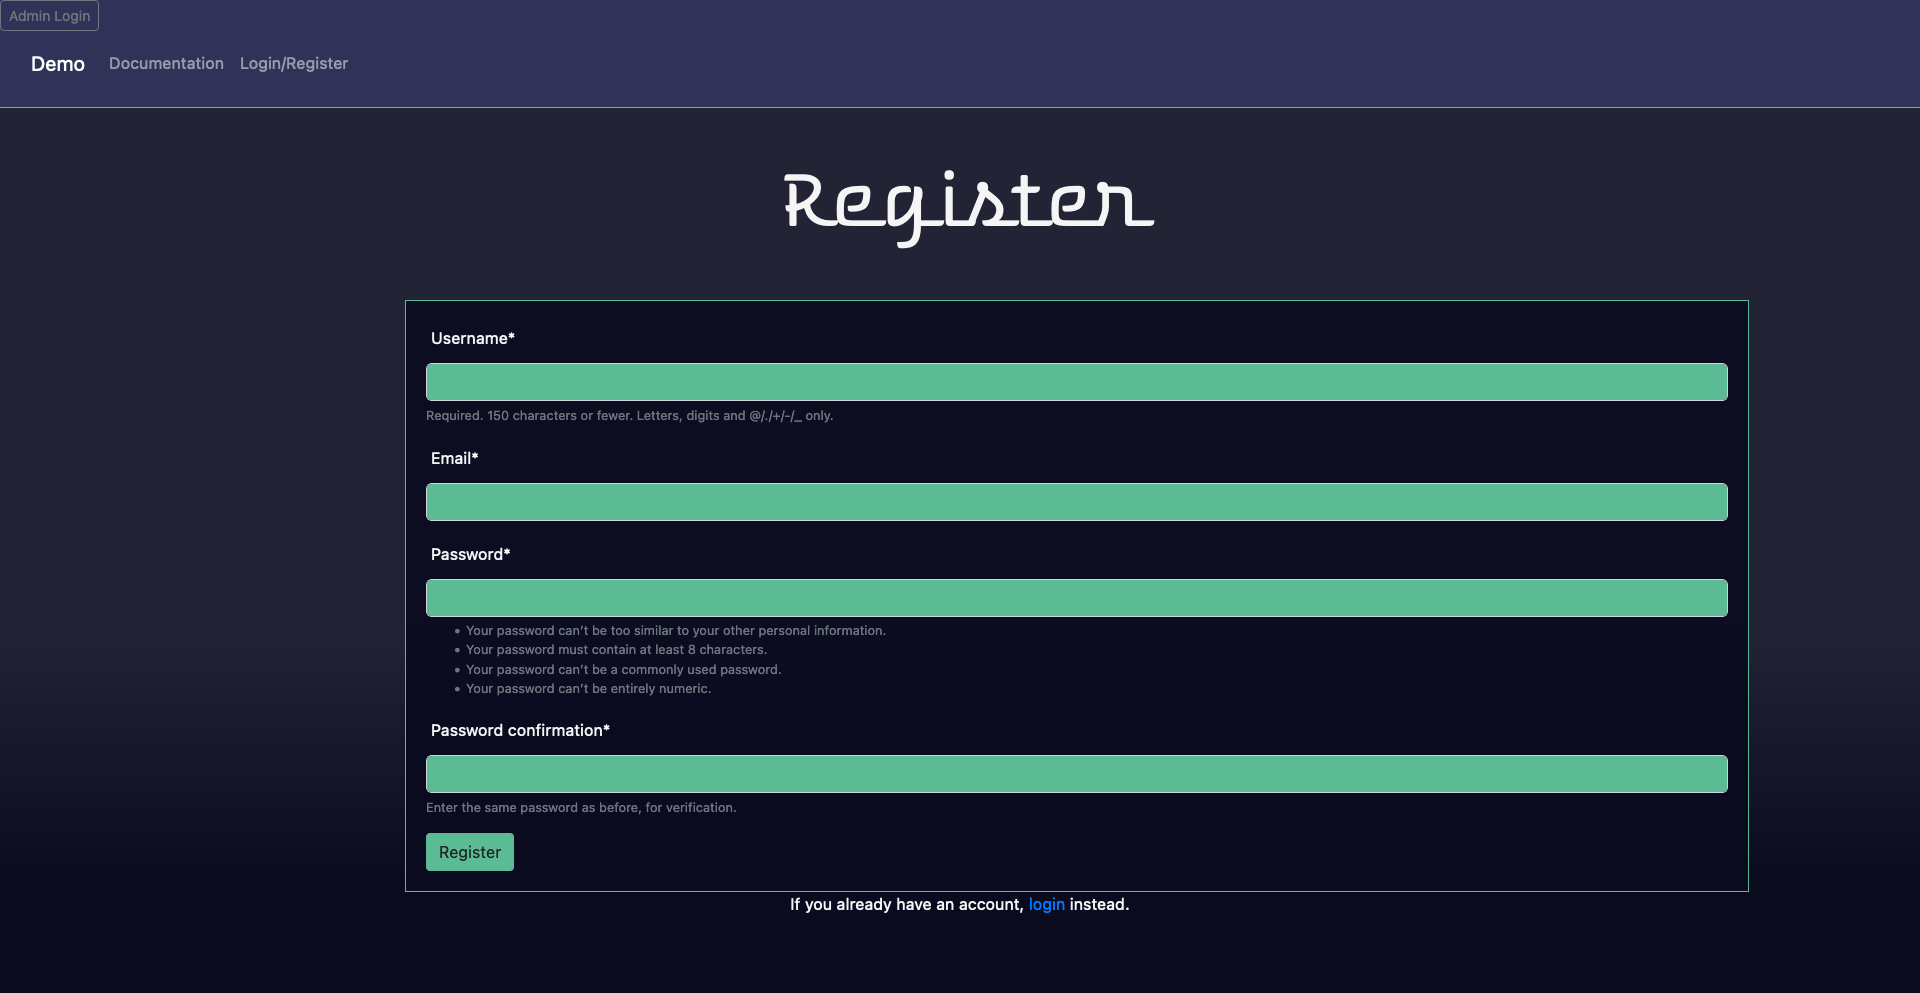 Admin Login
Demo Documentation Login/Register
Register
Username*
Required. 150 characters or fewer. Letters, digits and @/./+/-/_ only.
Email*
Password*
• Your password can’t be too similar to your other personal information.
• Your password must contain at least 8 characters.
• Your password can’t be a commonly used password.
• Your password can’t be entirely numeric.
Password confirmation*
Enter the same password as before, for verification.
Register
If you already have an account, login instead.